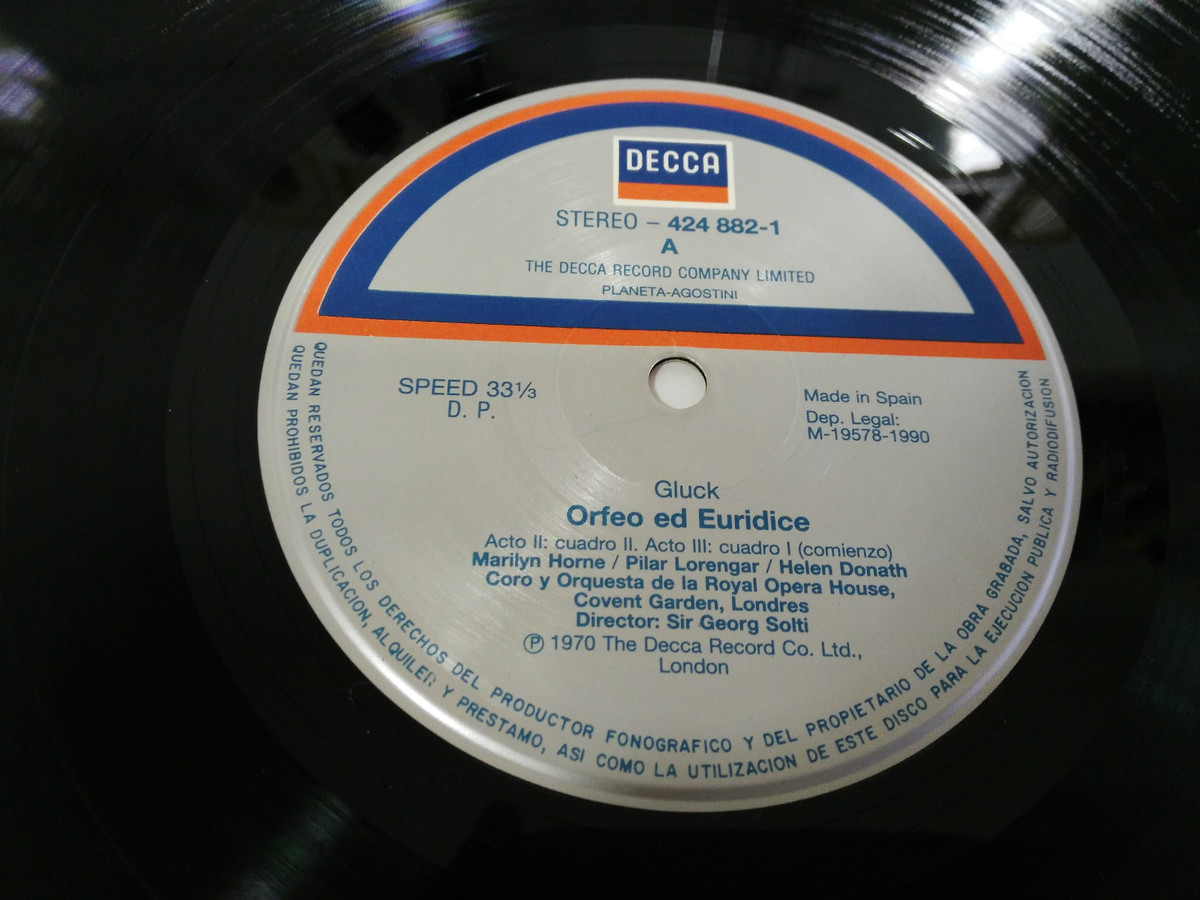 DECCA
STEREO – 424 882-1
A
THE DECCA RECORD COMPANY LIMITED
PLANETA-AGOSTINI
SPEED 33 1/3
D. P.
Made in Spain
Dep. Legal:
M-19578-1990
Gluck
Orfeo ed Euridice
Acto II: cuadro II. Acto III: cuadro I (comienzo)
Marilyn Horne / Pilar Lorengar / Helen Donath
Coro y Orquesta de la Royal Opera House,
Covent Garden, Londres
Director: Sir Georg Solti
℗ 1970 The Decca Record Co. Ltd.,
London
QUEDAN RESERVADOS TODOS LOS DERECHOS DEL PRODUCTOR FONOGRAFICO Y DEL PROPIETARIO DE LA OBRA GRABADA, SALVO AUTORIZACION
QUEDAN PROHIBIDOS LA DUPLICACION, ALQUILER Y PRESTAMO, ASI COMO LA UTILIZACION DE ESTE DISCO PARA LA EJECUCION PUBLICA Y RADIODIFUSION